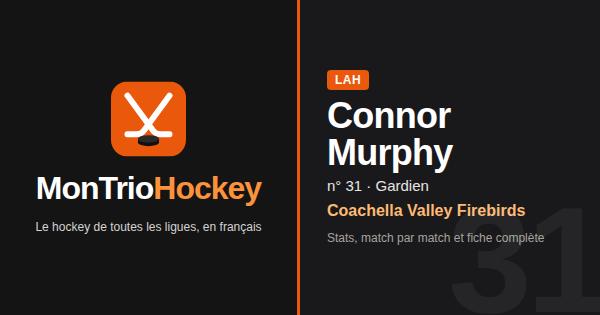 MonTrioHockey
Le hockey de toutes les ligues, en français
LAH
Connor
Murphy
n° 31 · Gardien
Coachella Valley Firebirds
Stats, match par match et fiche complète
31